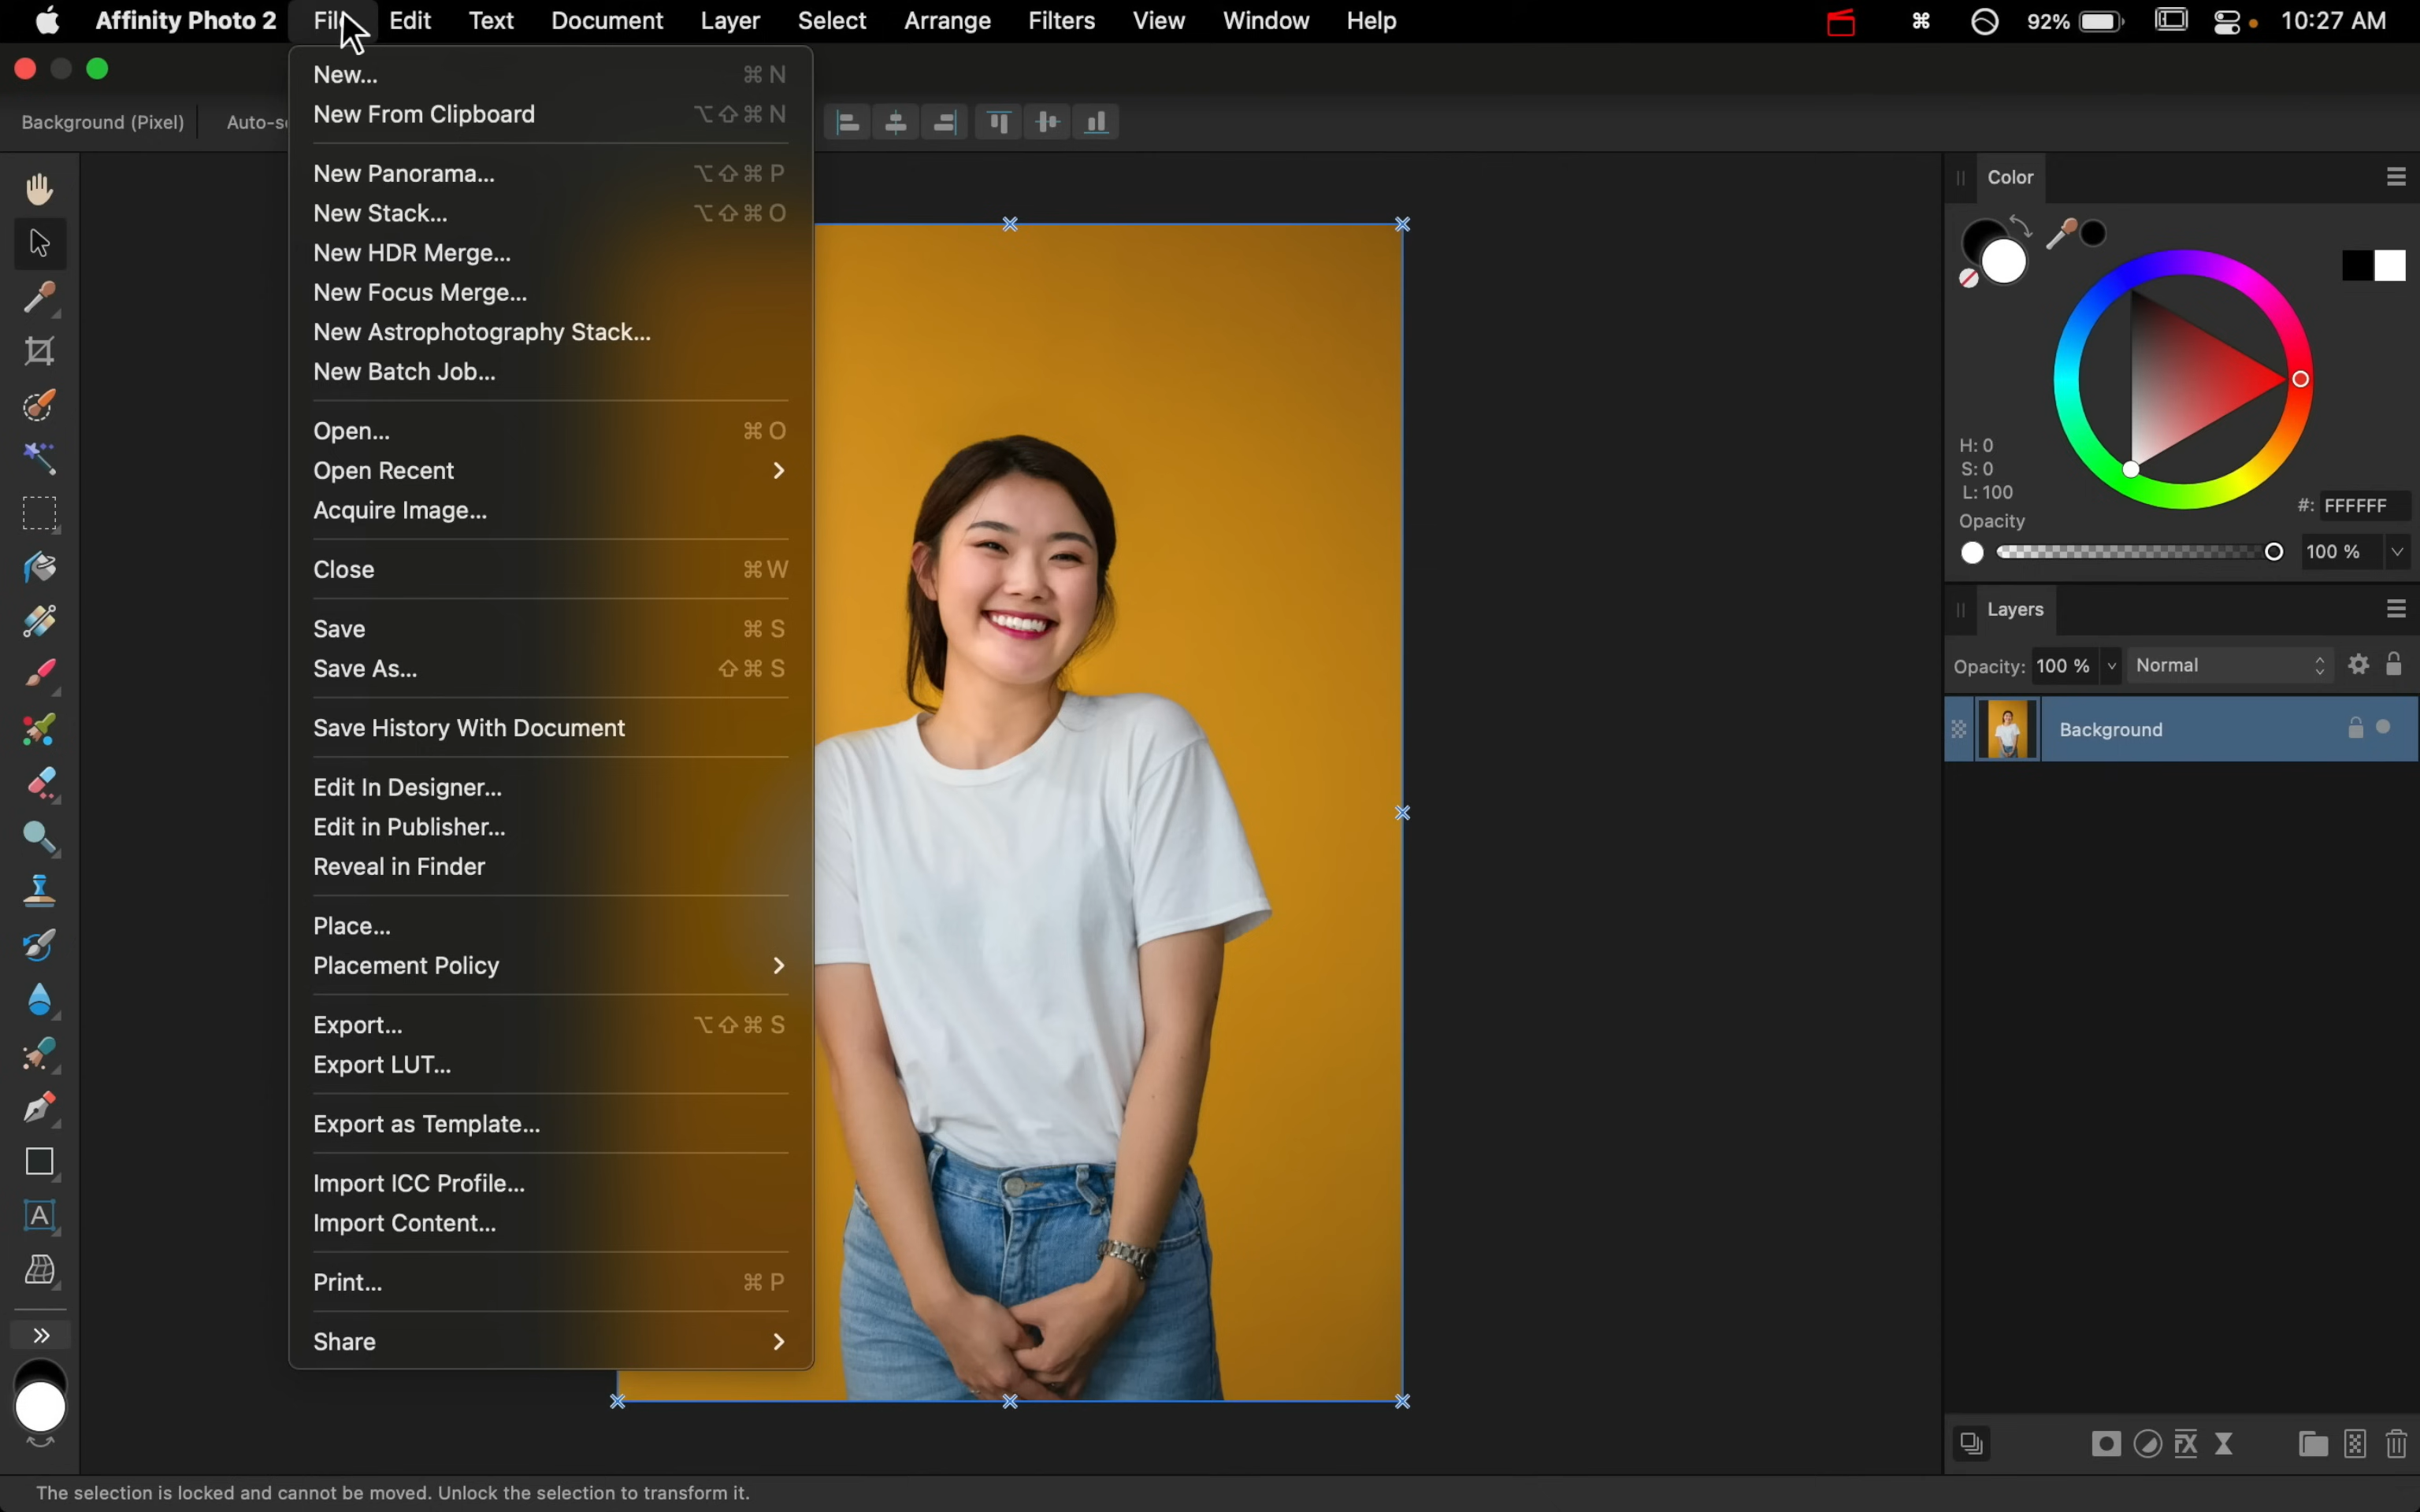 Affinity Photo 2 File Edit Text Document Layer Select Arrange Filters View Window Help 92% 10:27 AM
Background (Pixel)
New... ⌘ N
New From Clipboard ⌥⇧⌘ N
New Panorama... ⌥⇧⌘ P
New Stack... ⌥⇧⌘ O
New HDR Merge...
New Focus Merge...
New Astrophotography Stack...
New Batch Job...
Open... ⌘ O
Open Recent
Acquire Image...
Close ⌘ W
Save ⌘ S
Save As... ⇧⌘ S
Save History With Document
Edit In Designer...
Edit in Publisher...
Reveal in Finder
Place...
Placement Policy
Export... ⌥⇧⌘ S
Export LUT...
Export as Template...
Import ICC Profile...
Import Content...
Print... ⌘ P
Share
Color
H: 0
S: 0
L: 100
#: FFFFFF
Opacity
100 %
Layers
Opacity: 100 % Normal
Background
The selection is locked and cannot be moved. Unlock the selection to transform it.